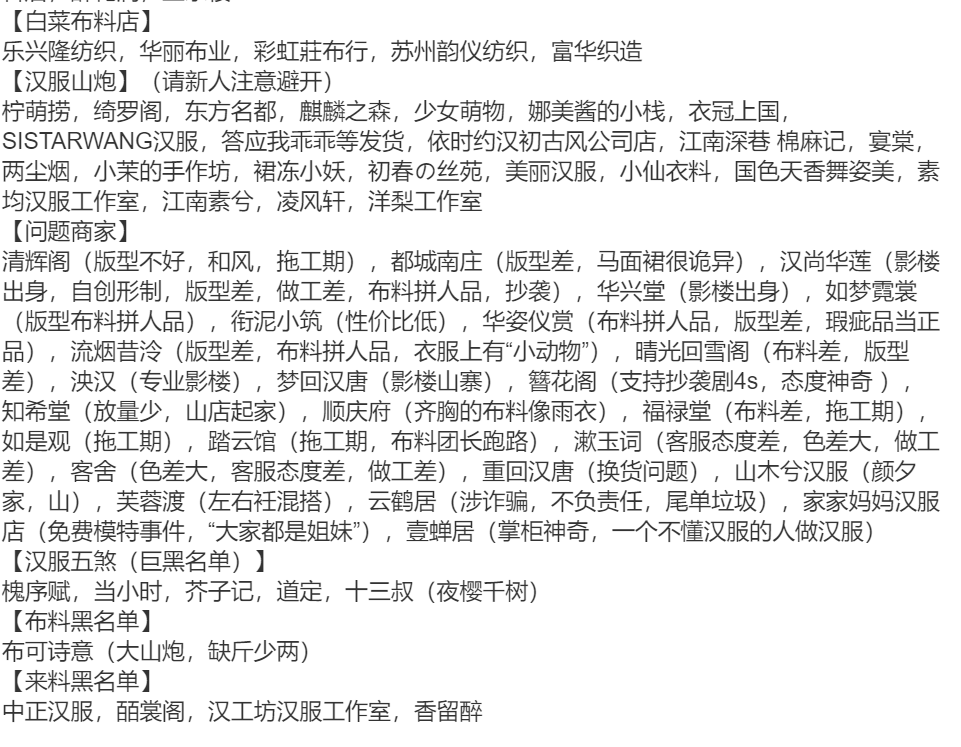 【白菜布料店】
乐兴隆纺织，华丽布业，彩虹莊布行，苏州韵仪纺织，富华织造
【汉服山炮】（请新人注意避开）
柠萌捞，绮罗阁，东方名都，麒麟之森，少女萌物，娜美酱的小栈，衣冠上国，
SISTARWANG汉服，答应我乖乖等发货，依时约汉初古风公司店，江南深巷 棉麻记，宴棠，
两尘烟，小茉的手作坊，裙冻小妖，初春の丝苑，美丽汉服，小仙衣料，国色天香舞姿美，素
均汉服工作室，江南素兮，凌风轩，洋梨工作室
【问题商家】
清辉阁（版型不好，和风，拖工期），都城南庄（版型差，马面裙很诡异），汉尚华莲（影楼
出身，自创形制，版型差，做工差，布料拼人品，抄袭），华兴堂（影楼出身），如梦霓裳
（版型布料拼人品），衔泥小筑（性价比低），华姿仪赏（布料拼人品，版型差，瑕疵品当正
品），流烟昔泠（版型差，布料拼人品，衣服上有“小动物”），晴光回雪阁（布料差，版型
差），泱汉（专业影楼），梦回汉唐（影楼山寨），簪花阁（支持抄袭剧4s，态度神奇 ），
知希堂（放量少，山店起家），顺庆府（齐胸的布料像雨衣），福禄堂（布料差，拖工期），
如是观（拖工期），踏云馆（拖工期，布料团长跑路），漱玉词（客服态度差，色差大，做工
差），客舍（色差大，客服态度差，做工差），重回汉唐（换货问题），山木兮汉服（颜夕
家，山），芙蓉渡（左右衽混搭），云鹤居（涉诈骗，不负责任，尾单垃圾），家家妈妈汉服
店（免费模特事件，“大家都是姐妹”），壹蝉居（掌柜神奇，一个不懂汉服的人做汉服）
【汉服五煞（巨黑名单）】
槐序赋，当小时，芥子记，道定，十三叔（夜樱千树）
【布料黑名单】
布可诗意（大山炮，缺斤少两）
【来料黑名单】
中正汉服，皕裳阁，汉工坊汉服工作室，香留醉